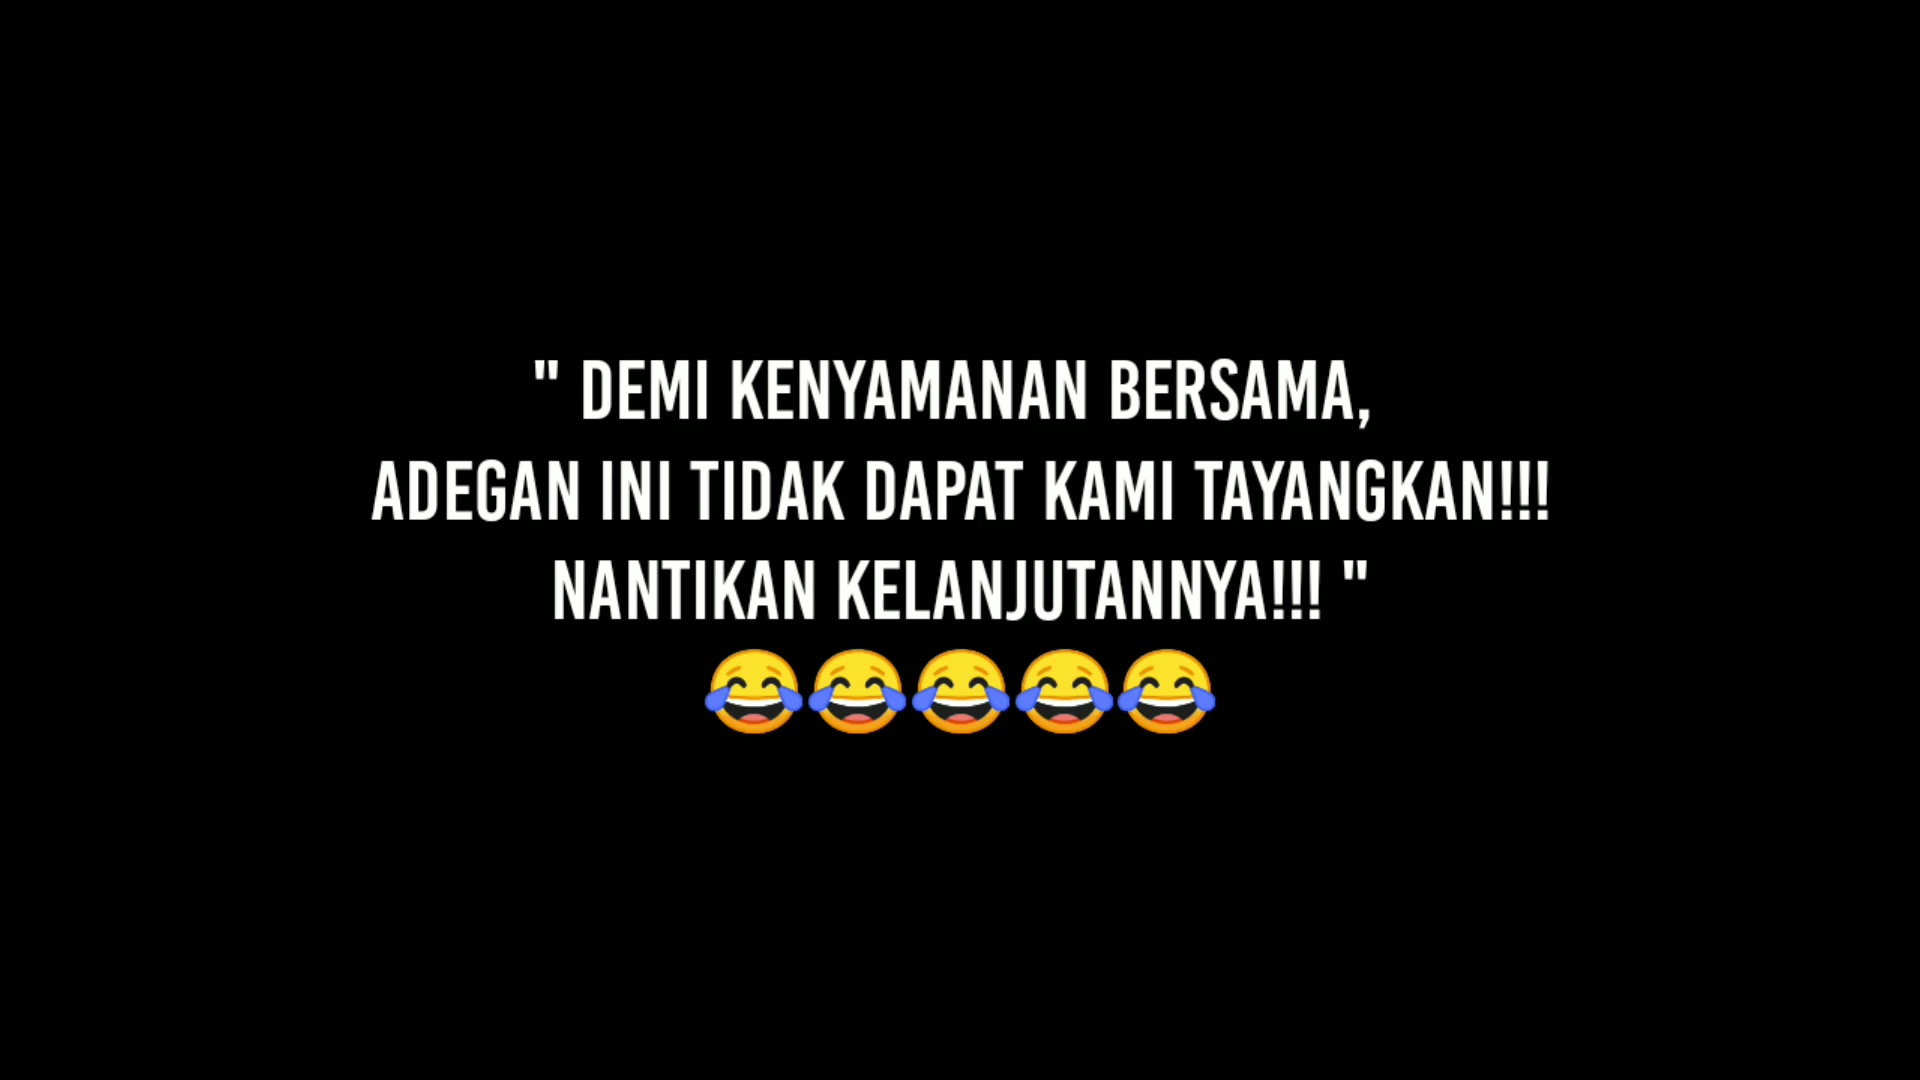 " DEMI KENYAMANAN BERSAMA,
ADEGAN INI TIDAK DAPAT KAMI TAYANGKAN!!!
NANTIKAN KELANJUTANNYA!!! "
😂😂😂😂😂